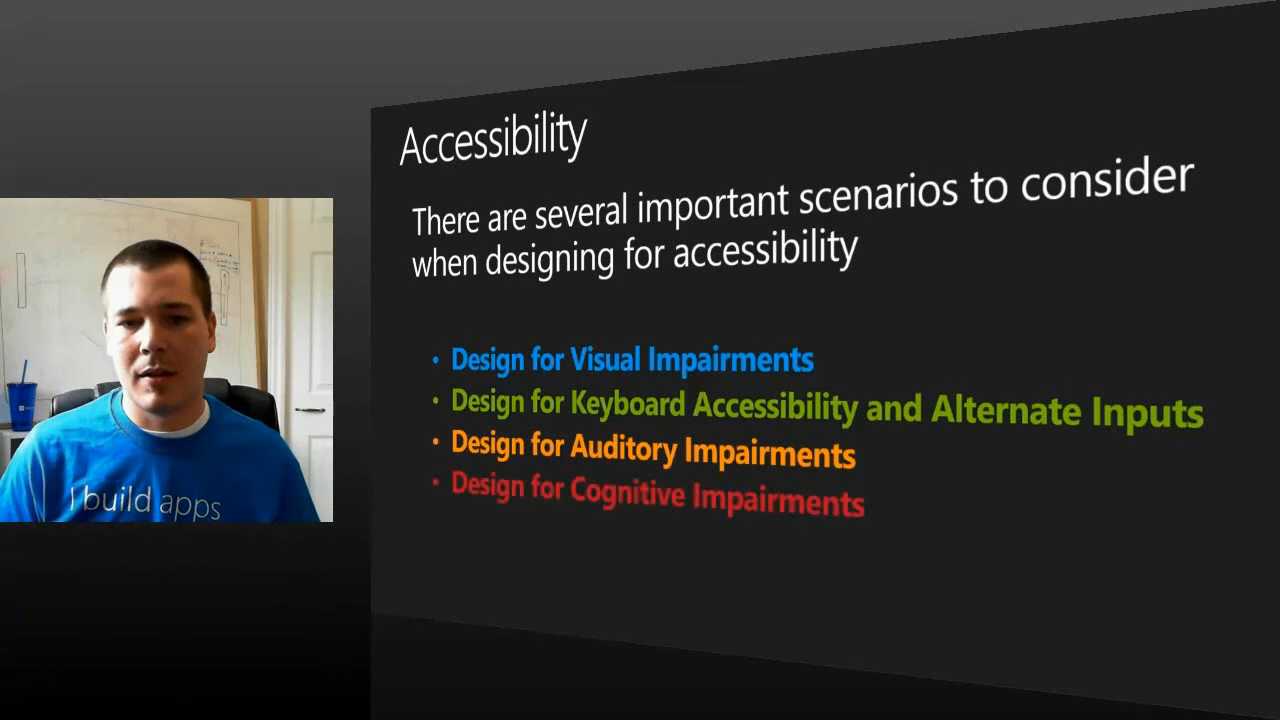 Accessibility
There are several important scenarios to consider
when designing for accessibility
• Design for Visual Impairments
• Design for Keyboard Accessibility and Alternate Inputs
• Design for Auditory Impairments
• Design for Cognitive Impairments
I build apps